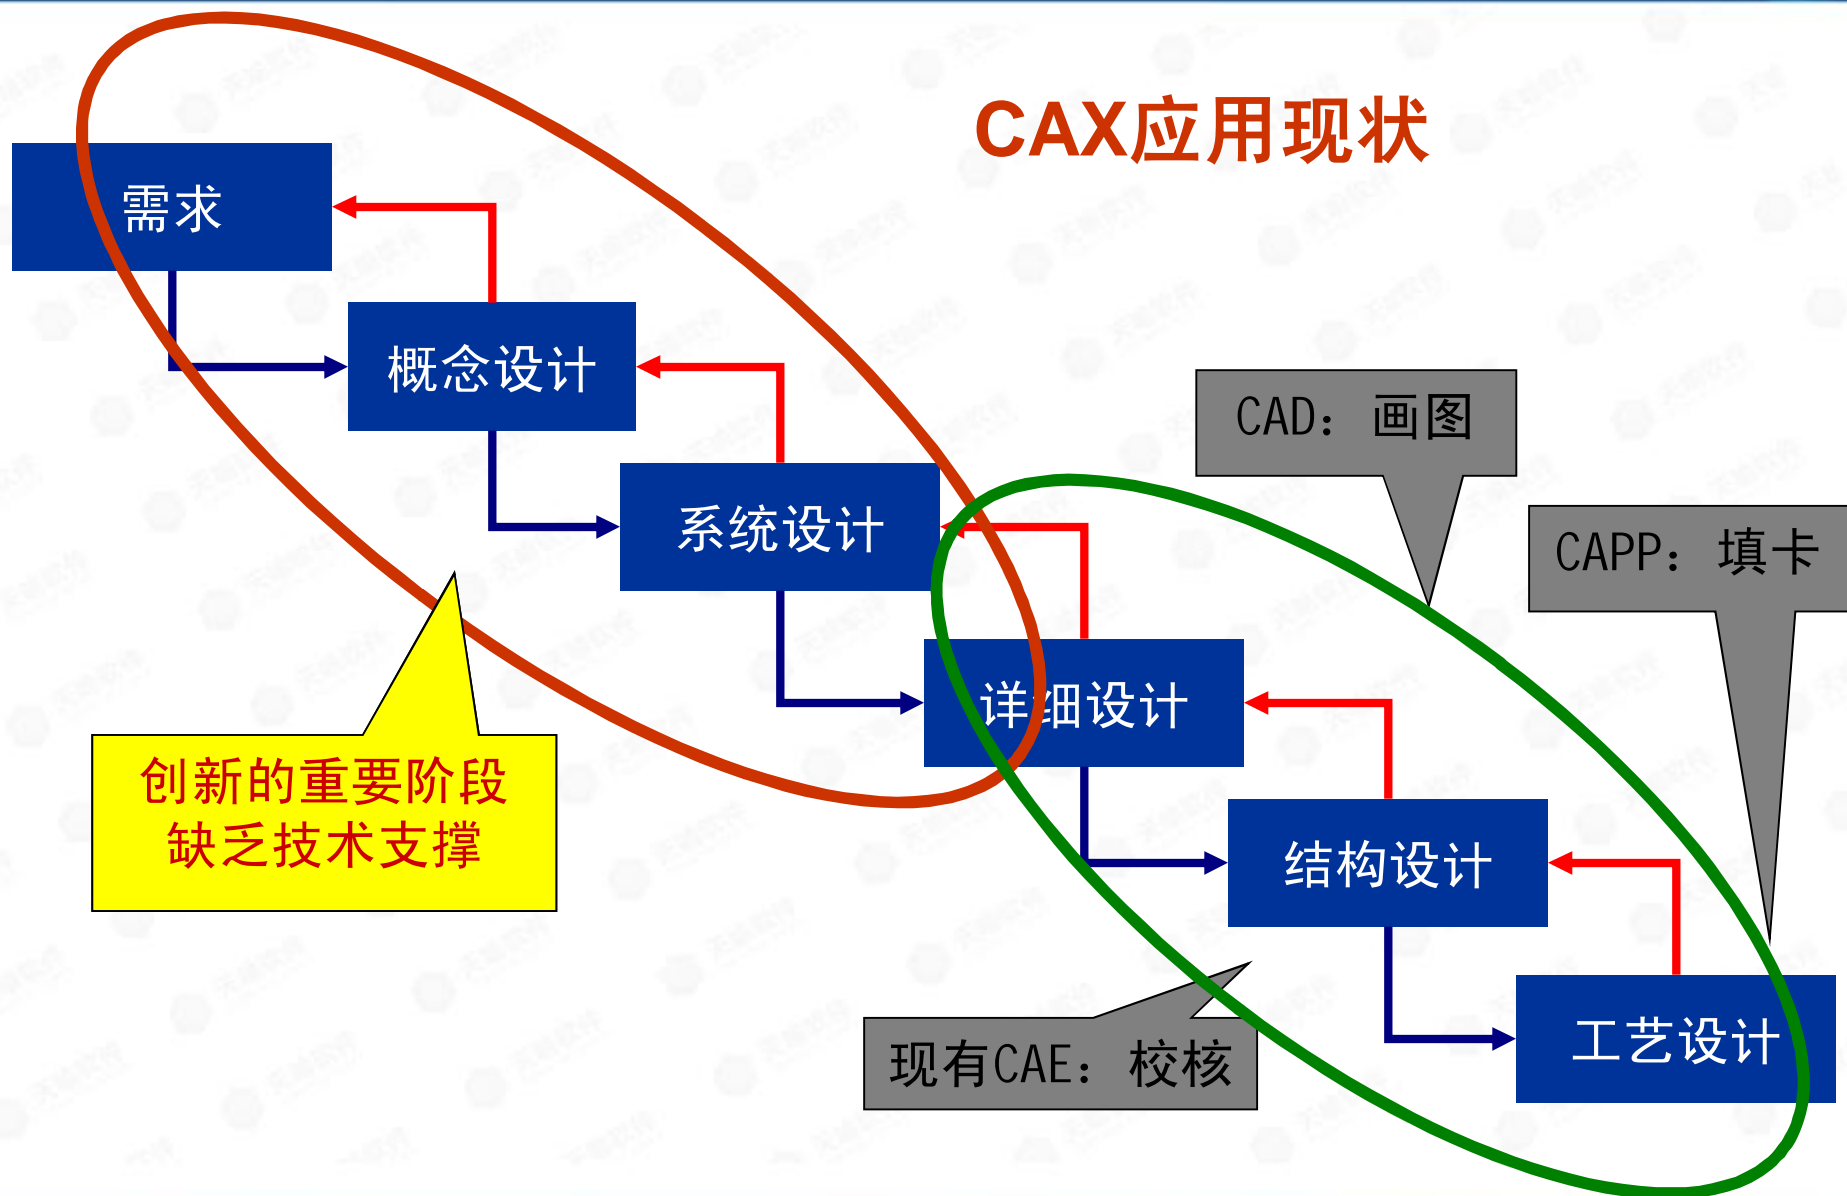 CAX应用现状
需求
概念设计
CAD：画图
系统设计
CAPP：填卡
详细设计
创新的重要阶段
缺乏技术支撑
结构设计
现有CAE：校核
工艺设计